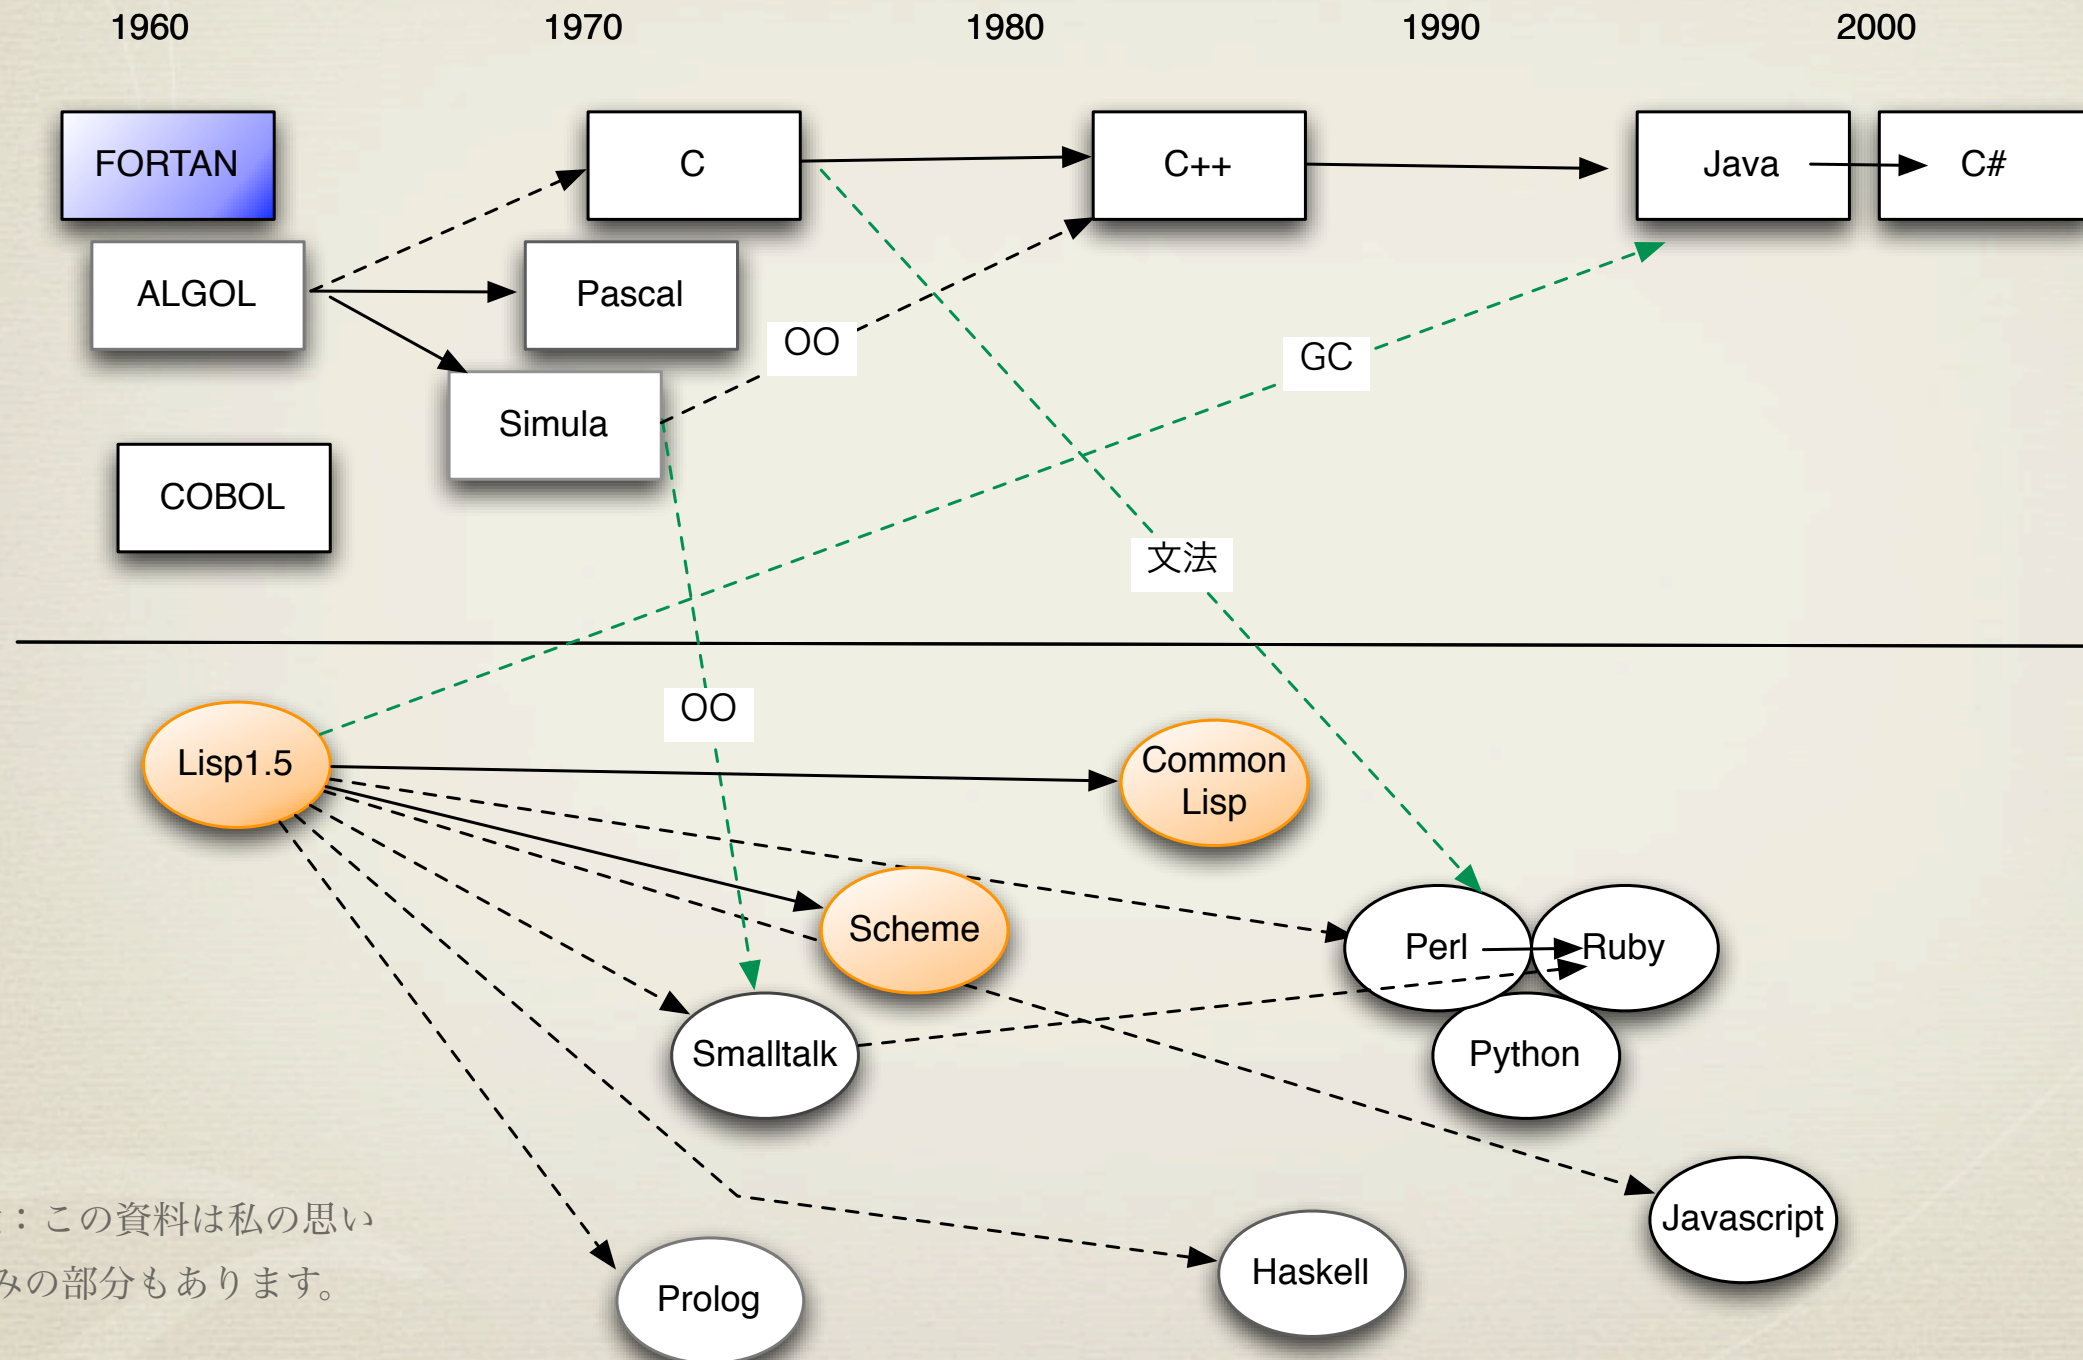 1960 1970 1980 1990 2000
FORTAN
C
C++
Java
C#
ALGOL
Pascal
OO
GC
Simula
COBOL
文法
OO
Lisp1.5
Common
Lisp
Scheme
Perl
Ruby
Smalltalk
Python
：この資料は私の思い
みの部分もあります。
Javascript
Haskell
Prolog